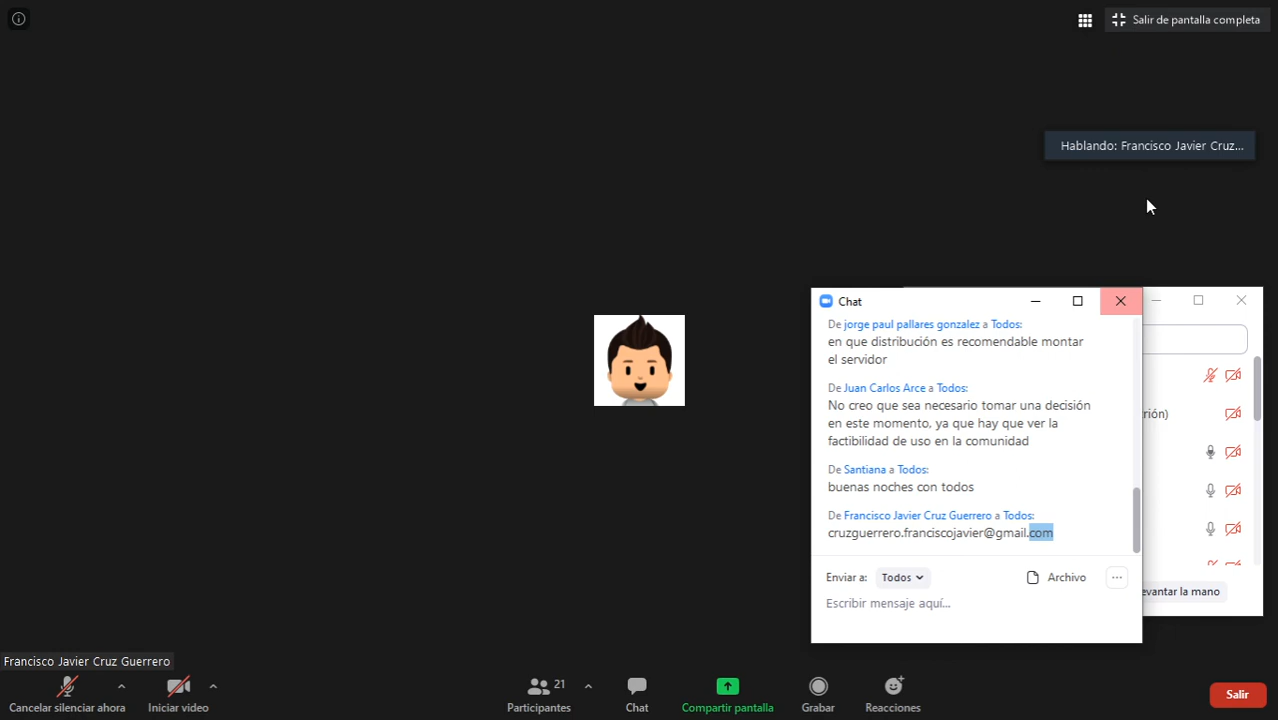 Salir de pantalla completa
Hablando: Francisco Javier Cruz...
Chat
De jorge paul pallares gonzalez a Todos:
en que distribución es recomendable montar
el servidor
De Juan Carlos Arce a Todos:
No creo que sea necesario tomar una decisión
en este momento, ya que hay que ver la
factibilidad de uso en la comunidad
De Santiana a Todos:
buenas noches con todos
De Francisco Javier Cruz Guerrero a Todos:
cruzguerrero.franciscojavier@gmail.com
Enviar a: Todos Archivo ...
Escribir mensaje aquí...
rión)
evantar la mano
Francisco Javier Cruz Guerrero
21
Cancelar silenciar ahora Iniciar video Participantes Chat Compartir pantalla Grabar Reacciones Salir